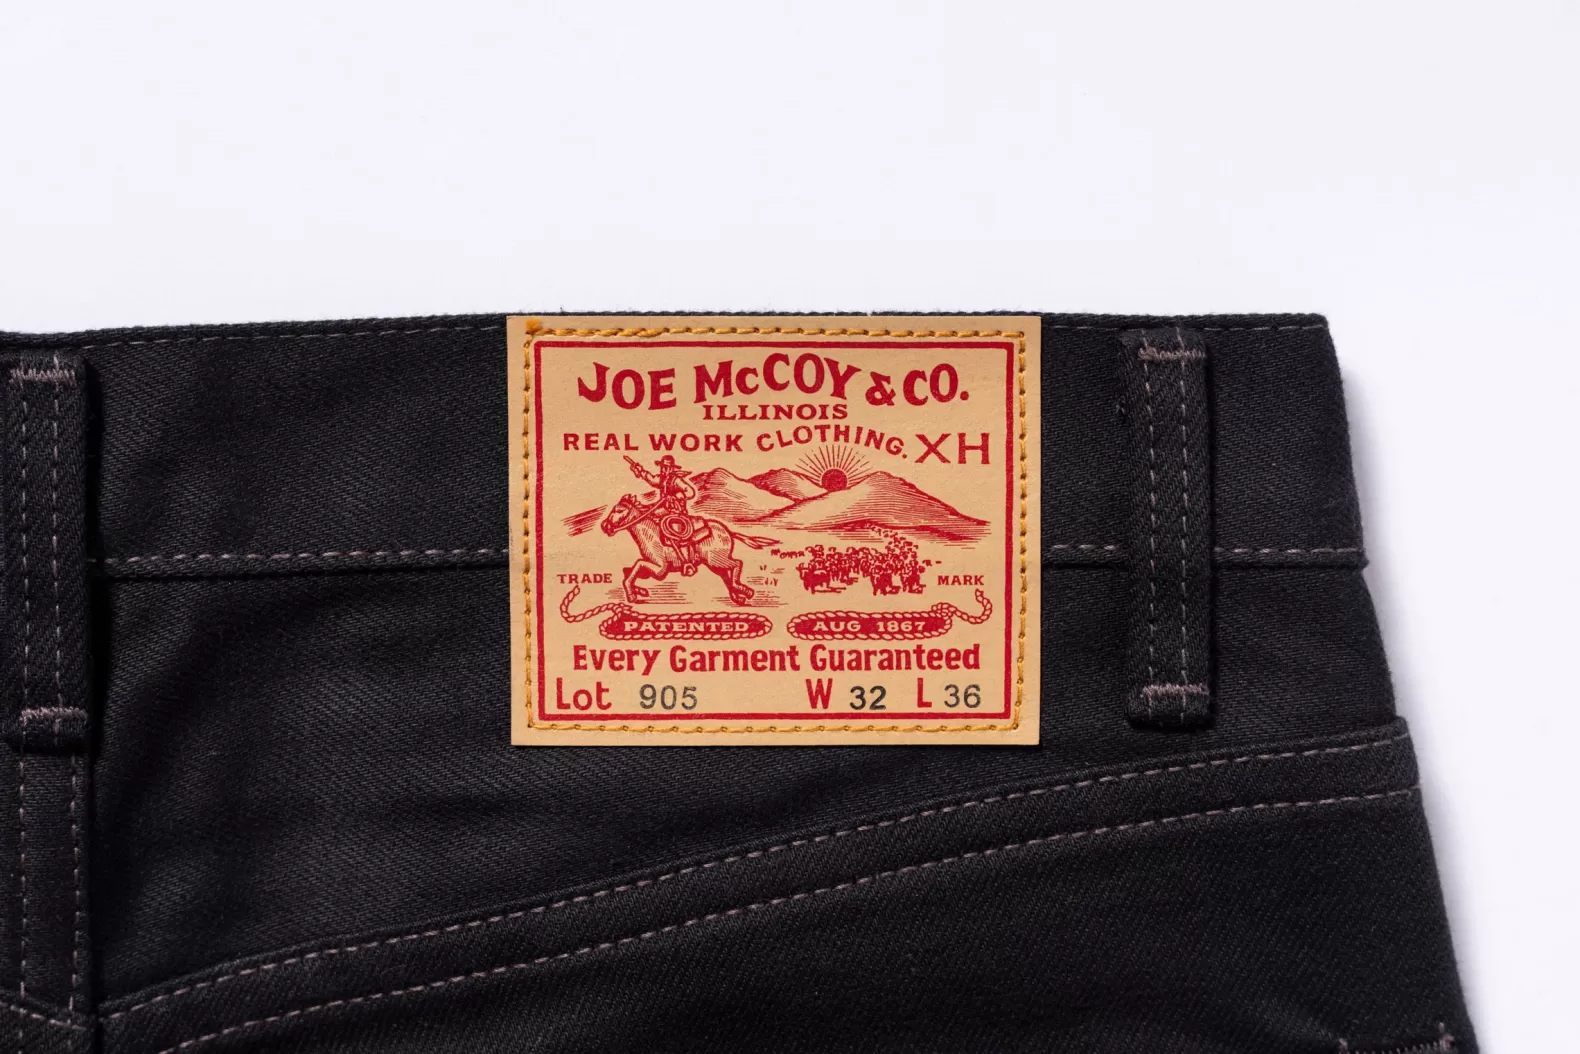 JOE McCOY & CO.
ILLINOIS
REAL WORK CLOTHING. XH
TRADE MARK
PATENTED AUG 1867
Every Garment Guaranteed
Lot 905 W 32 L 36